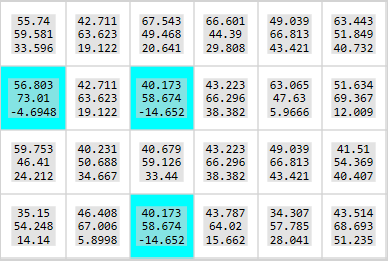 55.74 42.711 67.543 66.601 49.039 63.443
59.581 63.623 49.468 44.39 66.813 51.849
33.596 19.122 20.641 29.808 43.421 40.732
56.803 42.711 40.173 43.223 63.065 51.634
73.01 63.623 58.674 66.296 47.63 69.367
-4.6948 19.122 -14.652 38.382 5.9666 12.009
59.753 40.231 40.679 43.223 49.039 41.51
46.41 50.688 59.126 66.296 66.813 54.369
24.212 34.667 33.44 38.382 43.421 40.407
35.15 46.408 40.173 43.787 34.307 43.514
54.248 67.006 58.674 64.02 57.785 68.693
14.14 5.8998 -14.652 15.662 28.041 51.235